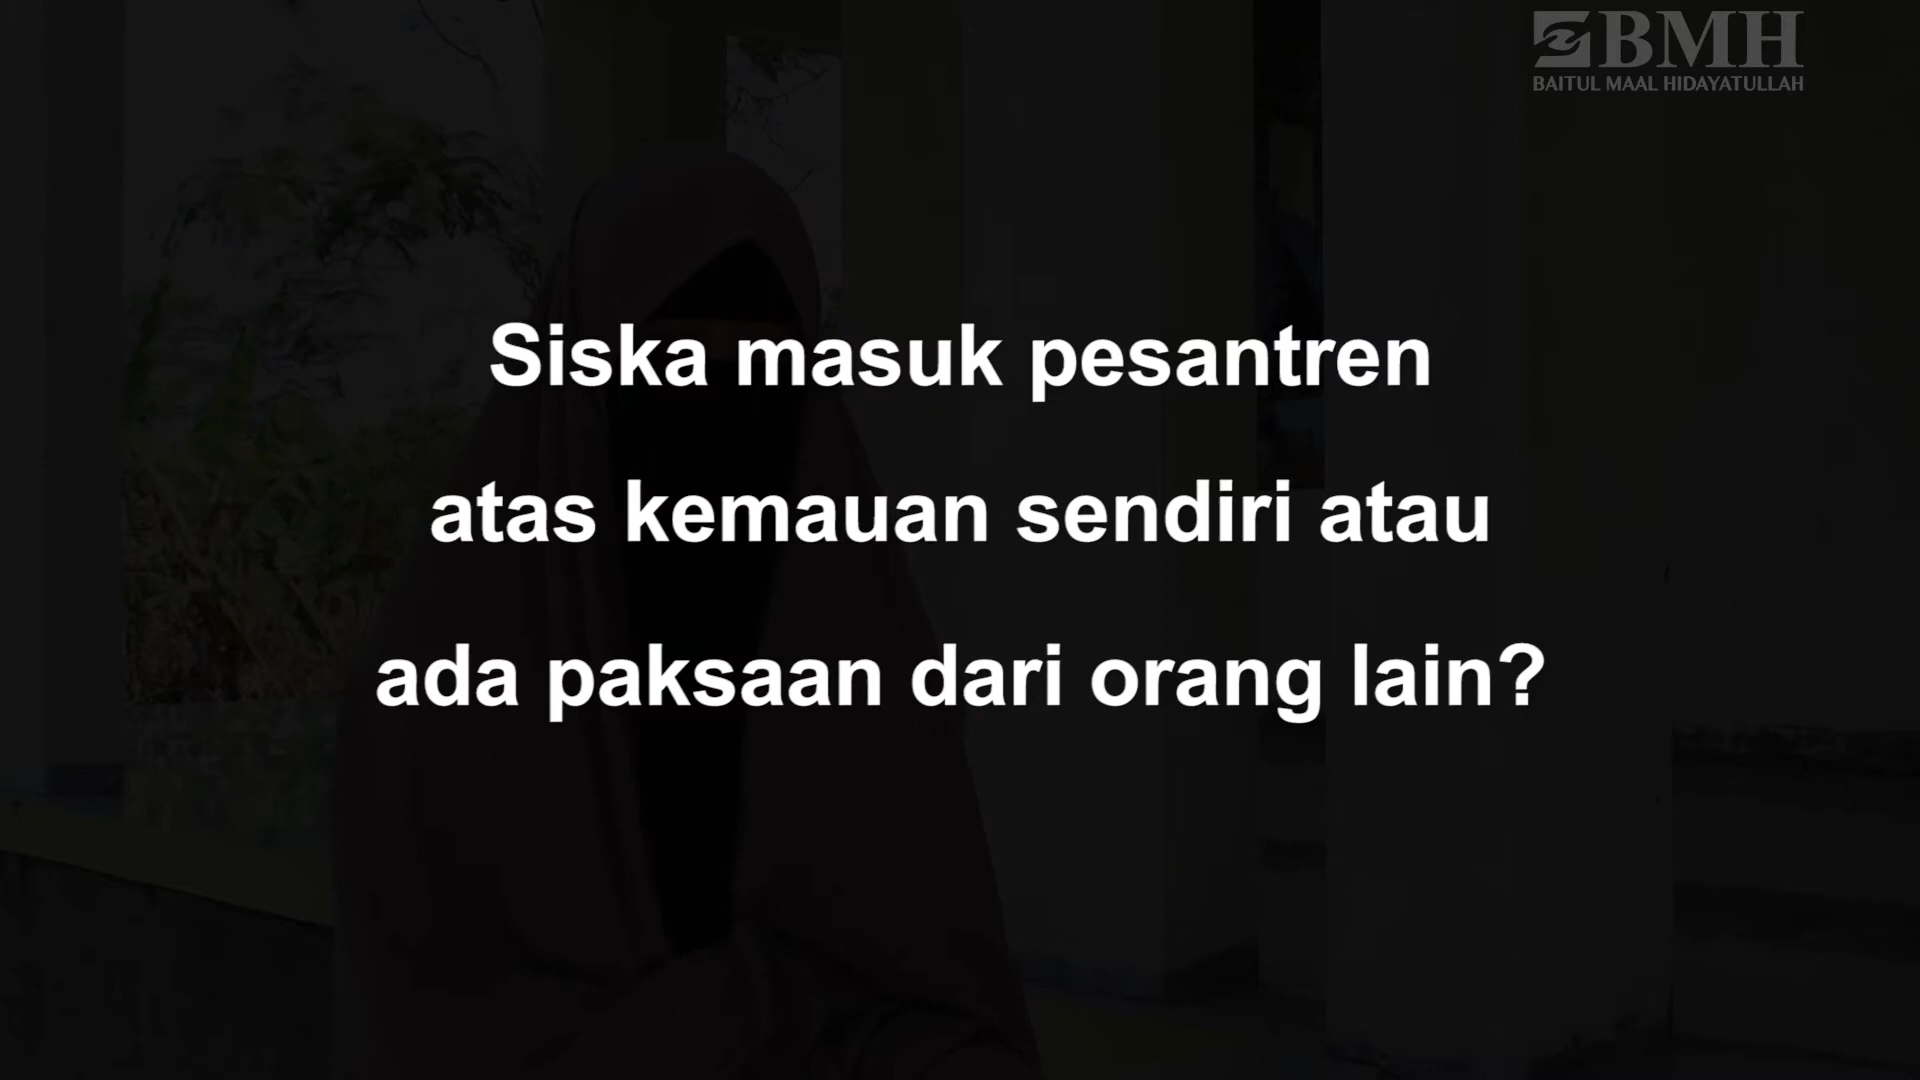 BMH
BAITUL MAAL HIDAYATULLAH
Siska masuk pesantren
atas kemauan sendiri atau
ada paksaan dari orang lain?